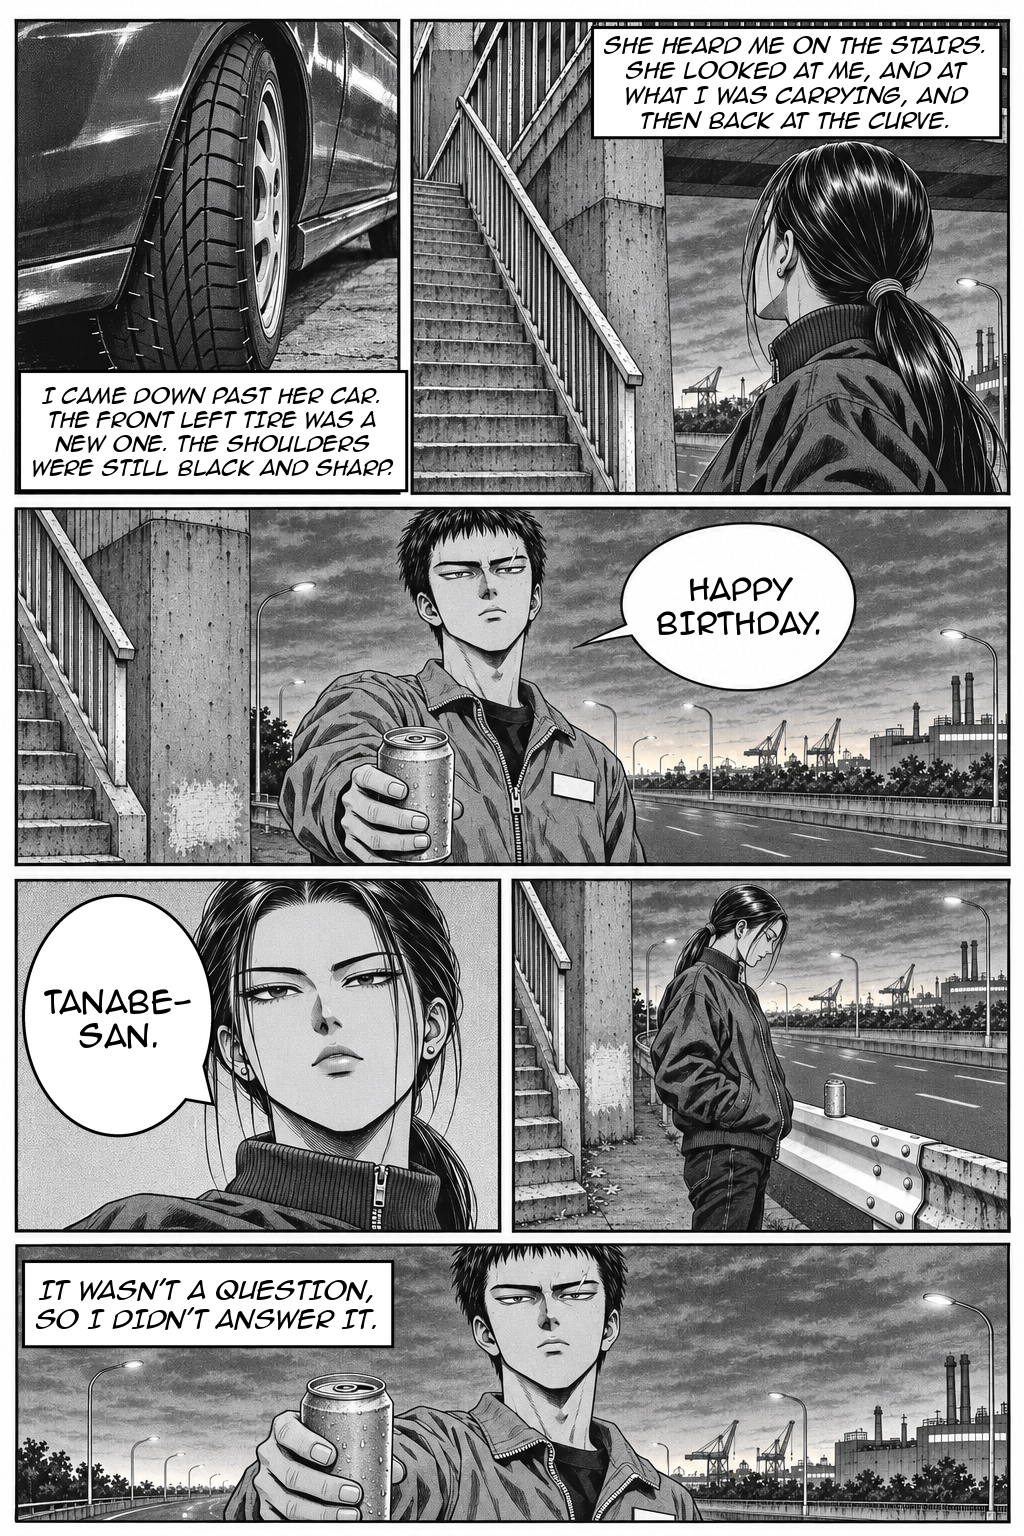 I CAME DOWN PAST HER CAR.
THE FRONT LEFT TIRE WAS A
NEW ONE. THE SHOULDERS
WERE STILL BLACK AND SHARP.
SHE HEARD ME ON THE STAIRS.
SHE LOOKED AT ME, AND AT
WHAT I WAS CARRYING, AND
THEN BACK AT THE CURVE.
HAPPY
BIRTHDAY.
TANABE-
SAN.
IT WASN'T A QUESTION,
SO I DIDN'T ANSWER IT.